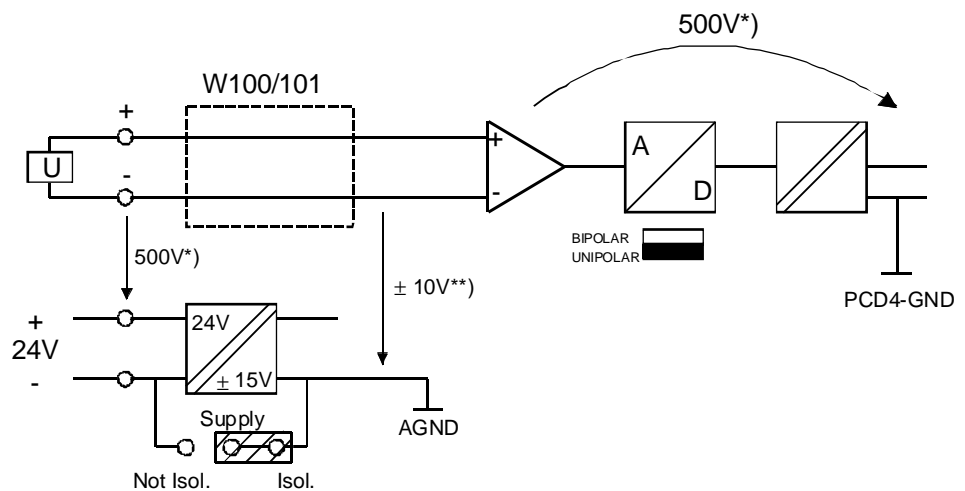 500V*)
W100/101
+
U
-
+
-
A
D
BIPOLAR
UNIPOLAR
500V*)
± 10V**)
PCD4-GND
+
24V
-
24V
± 15V
AGND
Supply
Not Isol.
Isol.